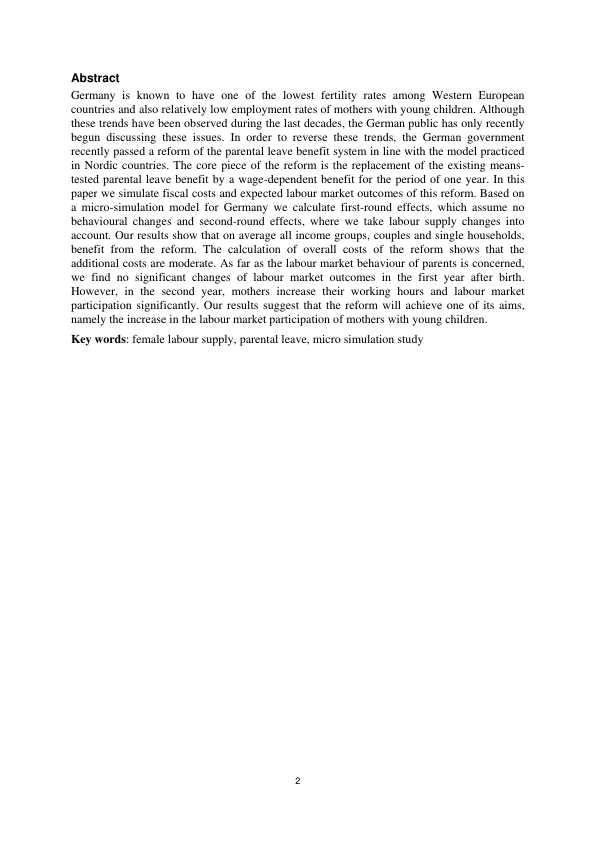 Abstract
Germany is known to have one of the lowest fertility rates among Western European
countries and also relatively low employment rates of mothers with young children. Although
these trends have been observed during the last decades, the German public has only recently
begun discussing these issues. In order to reverse these trends, the German government
recently passed a reform of the parental leave benefit system in line with the model practiced
in Nordic countries. The core piece of the reform is the replacement of the existing means-
tested parental leave benefit by a wage-dependent benefit for the period of one year. In this
paper we simulate fiscal costs and expected labour market outcomes of this reform. Based on
a micro-simulation model for Germany we calculate first-round effects, which assume no
behavioural changes and second-round effects, where we take labour supply changes into
account. Our results show that on average all income groups, couples and single households,
benefit from the reform. The calculation of overall costs of the reform shows that the
additional costs are moderate. As far as the labour market behaviour of parents is concerned,
we find no significant changes of labour market outcomes in the first year after birth.
However, in the second year, mothers increase their working hours and labour market
participation significantly. Our results suggest that the reform will achieve one of its aims,
namely the increase in the labour market participation of mothers with young children.
Key words: female labour supply, parental leave, micro simulation study
2